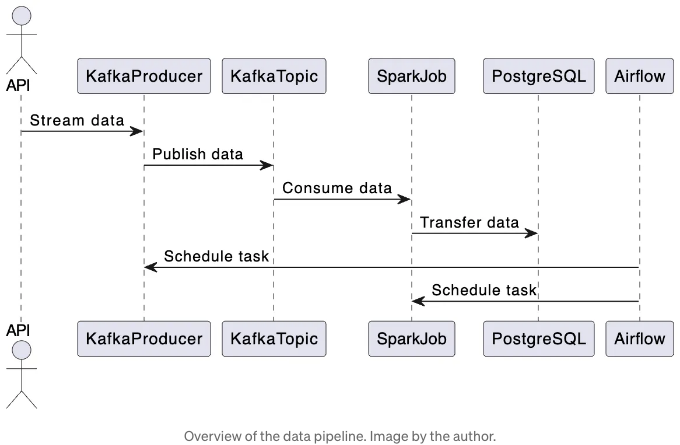 API
KafkaProducer
KafkaTopic
SparkJob
PostgreSQL
Airflow
Stream data
Publish data
Consume data
Transfer data
Schedule task
Schedule task
API
KafkaProducer
KafkaTopic
SparkJob
PostgreSQL
Airflow
Overview of the data pipeline. Image by the author.